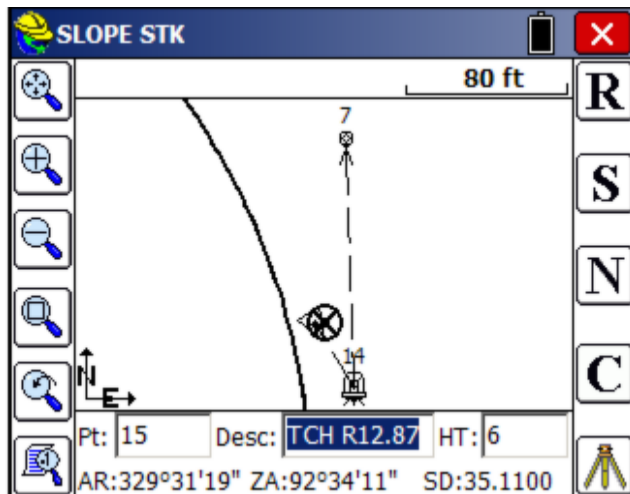 SLOPE STK
80 ft
R
7
S
N
14
C
N
E
Pt: 15 Desc: TCH R12.87 HT: 6
AR:329°31'19" ZA:92°34'11" SD:35.1100